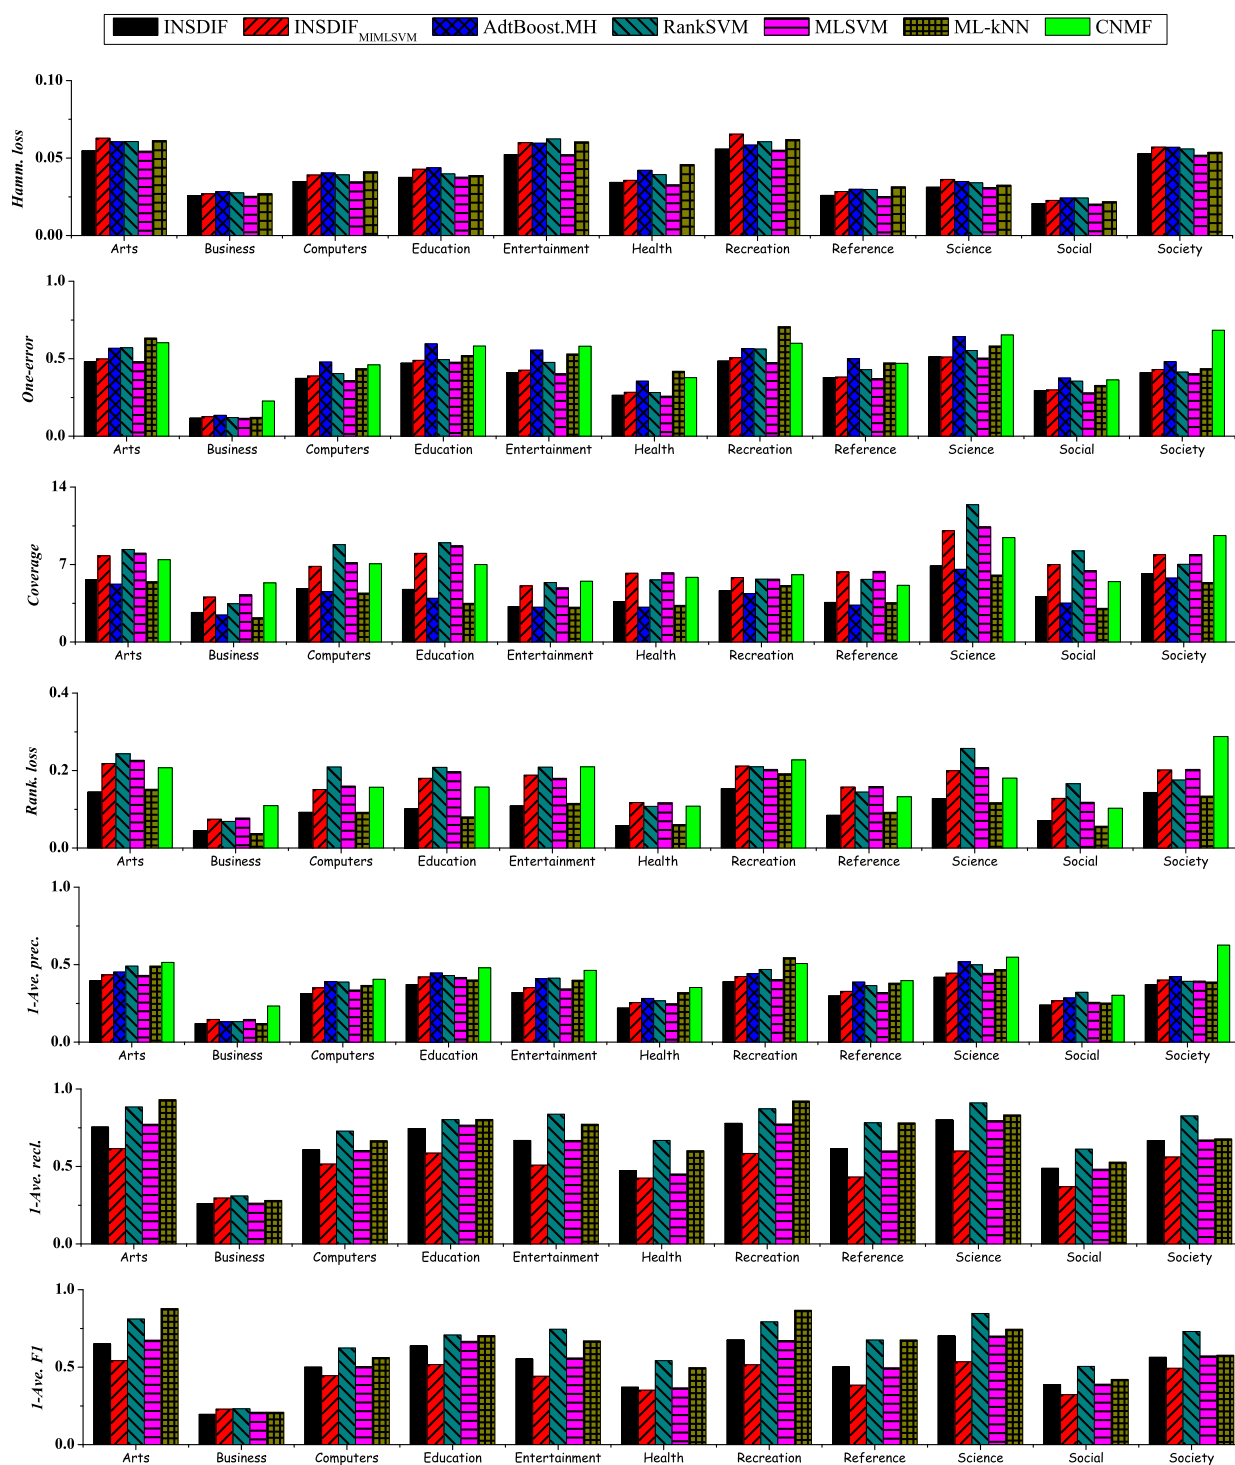 INSDIF INSDIF_MIMLSVM AdtBoost.MH RankSVM MLSVM ML-kNN CNMF
0.10
0.05
0.00
Hamm. loss
Arts Business Computers Education Entertainment Health Recreation Reference Science Social Society
1.0
0.5
0.0
One-error
Arts Business Computers Education Entertainment Health Recreation Reference Science Social Society
14
7
0
Coverage
Arts Business Computers Education Entertainment Health Recreation Reference Science Social Society
0.4
0.2
0.0
Rank. loss
Arts Business Computers Education Entertainment Health Recreation Reference Science Social Society
1.0
0.5
0.0
1-Ave. prec.
Arts Business Computers Education Entertainment Health Recreation Reference Science Social Society
1.0
0.5
0.0
1-Ave. recl.
Arts Business Computers Education Entertainment Health Recreation Reference Science Social Society
1.0
0.5
0.0
1-Ave. F1
Arts Business Computers Education Entertainment Health Recreation Reference Science Social Society